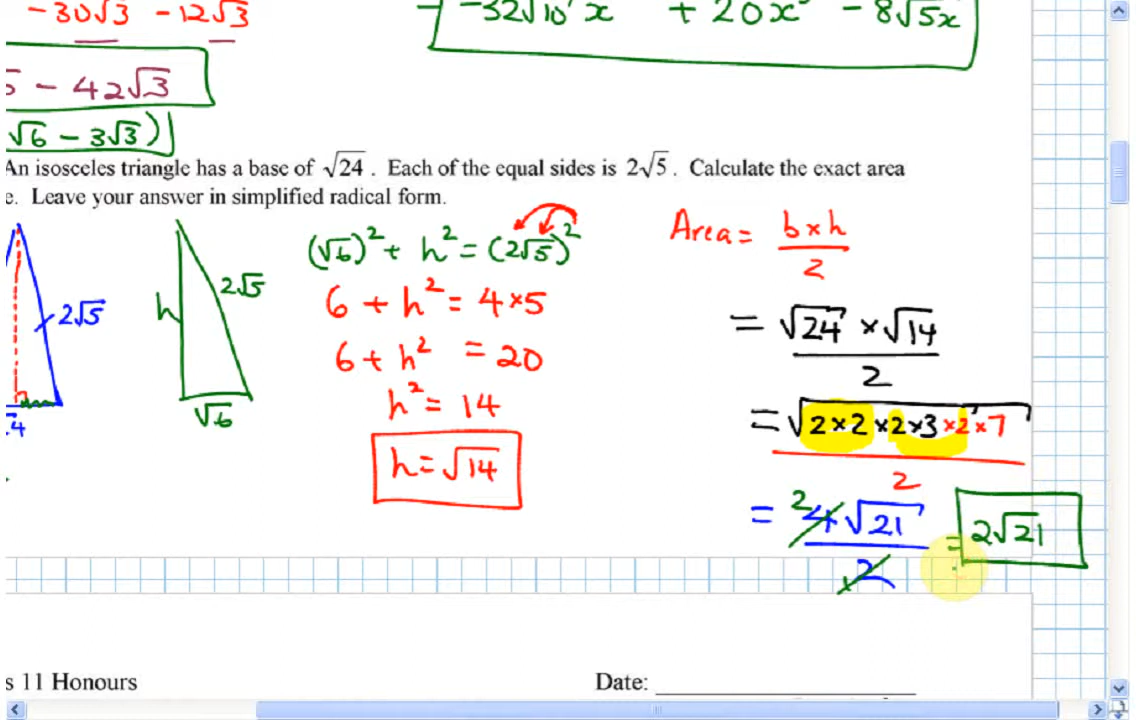 -30√3 -12√3
-32√10 x + 20x - 8√5x
- 42√3
√6 - 3√3)
An isosceles triangle has a base of √24 . Each of the equal sides is 2√5 . Calculate the exact area
e. Leave your answer in simplified radical form.
2√5
h
2√5
√6
(√6)² + h² = (2√5)²
6 + h² = 4×5
6 + h² = 20
h² = 14
h = √14
Area = b×h
2
= √24 × √14
2
= √2×2×2×3×2×7
2
= 2 4√21
2
= 2√21
s 11 Honours
Date: